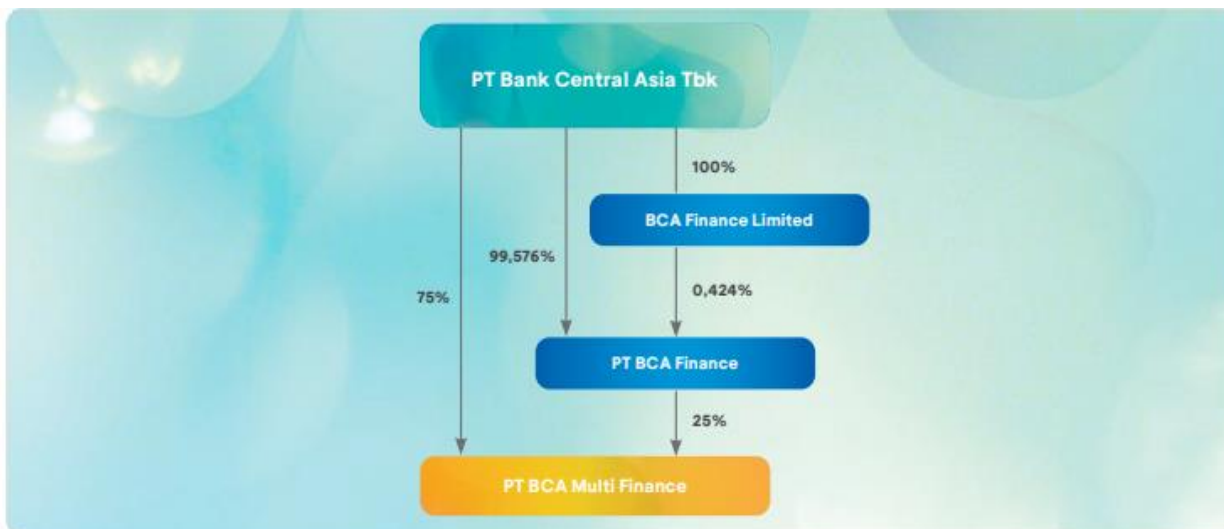 PT Bank Central Asia Tbk
100%
BCA Finance Limited
99,576%
75%
0,424%
PT BCA Finance
25%
PT BCA Multi Finance